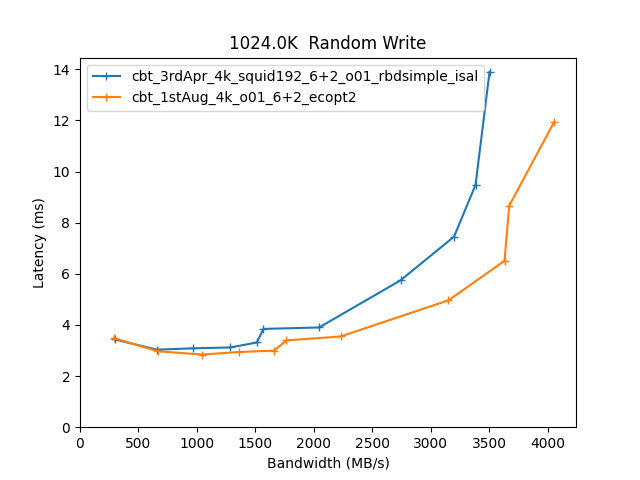 1024.0K  Random Write
cbt_3rdApr_4k_squid192_6+2_o01_rbdsimple_isal
cbt_1stAug_4k_o01_6+2_ecopt2
Latency (ms)
14
12
10
8
6
4
2
0
0 500 1000 1500 2000 2500 3000 3500 4000
Bandwidth (MB/s)